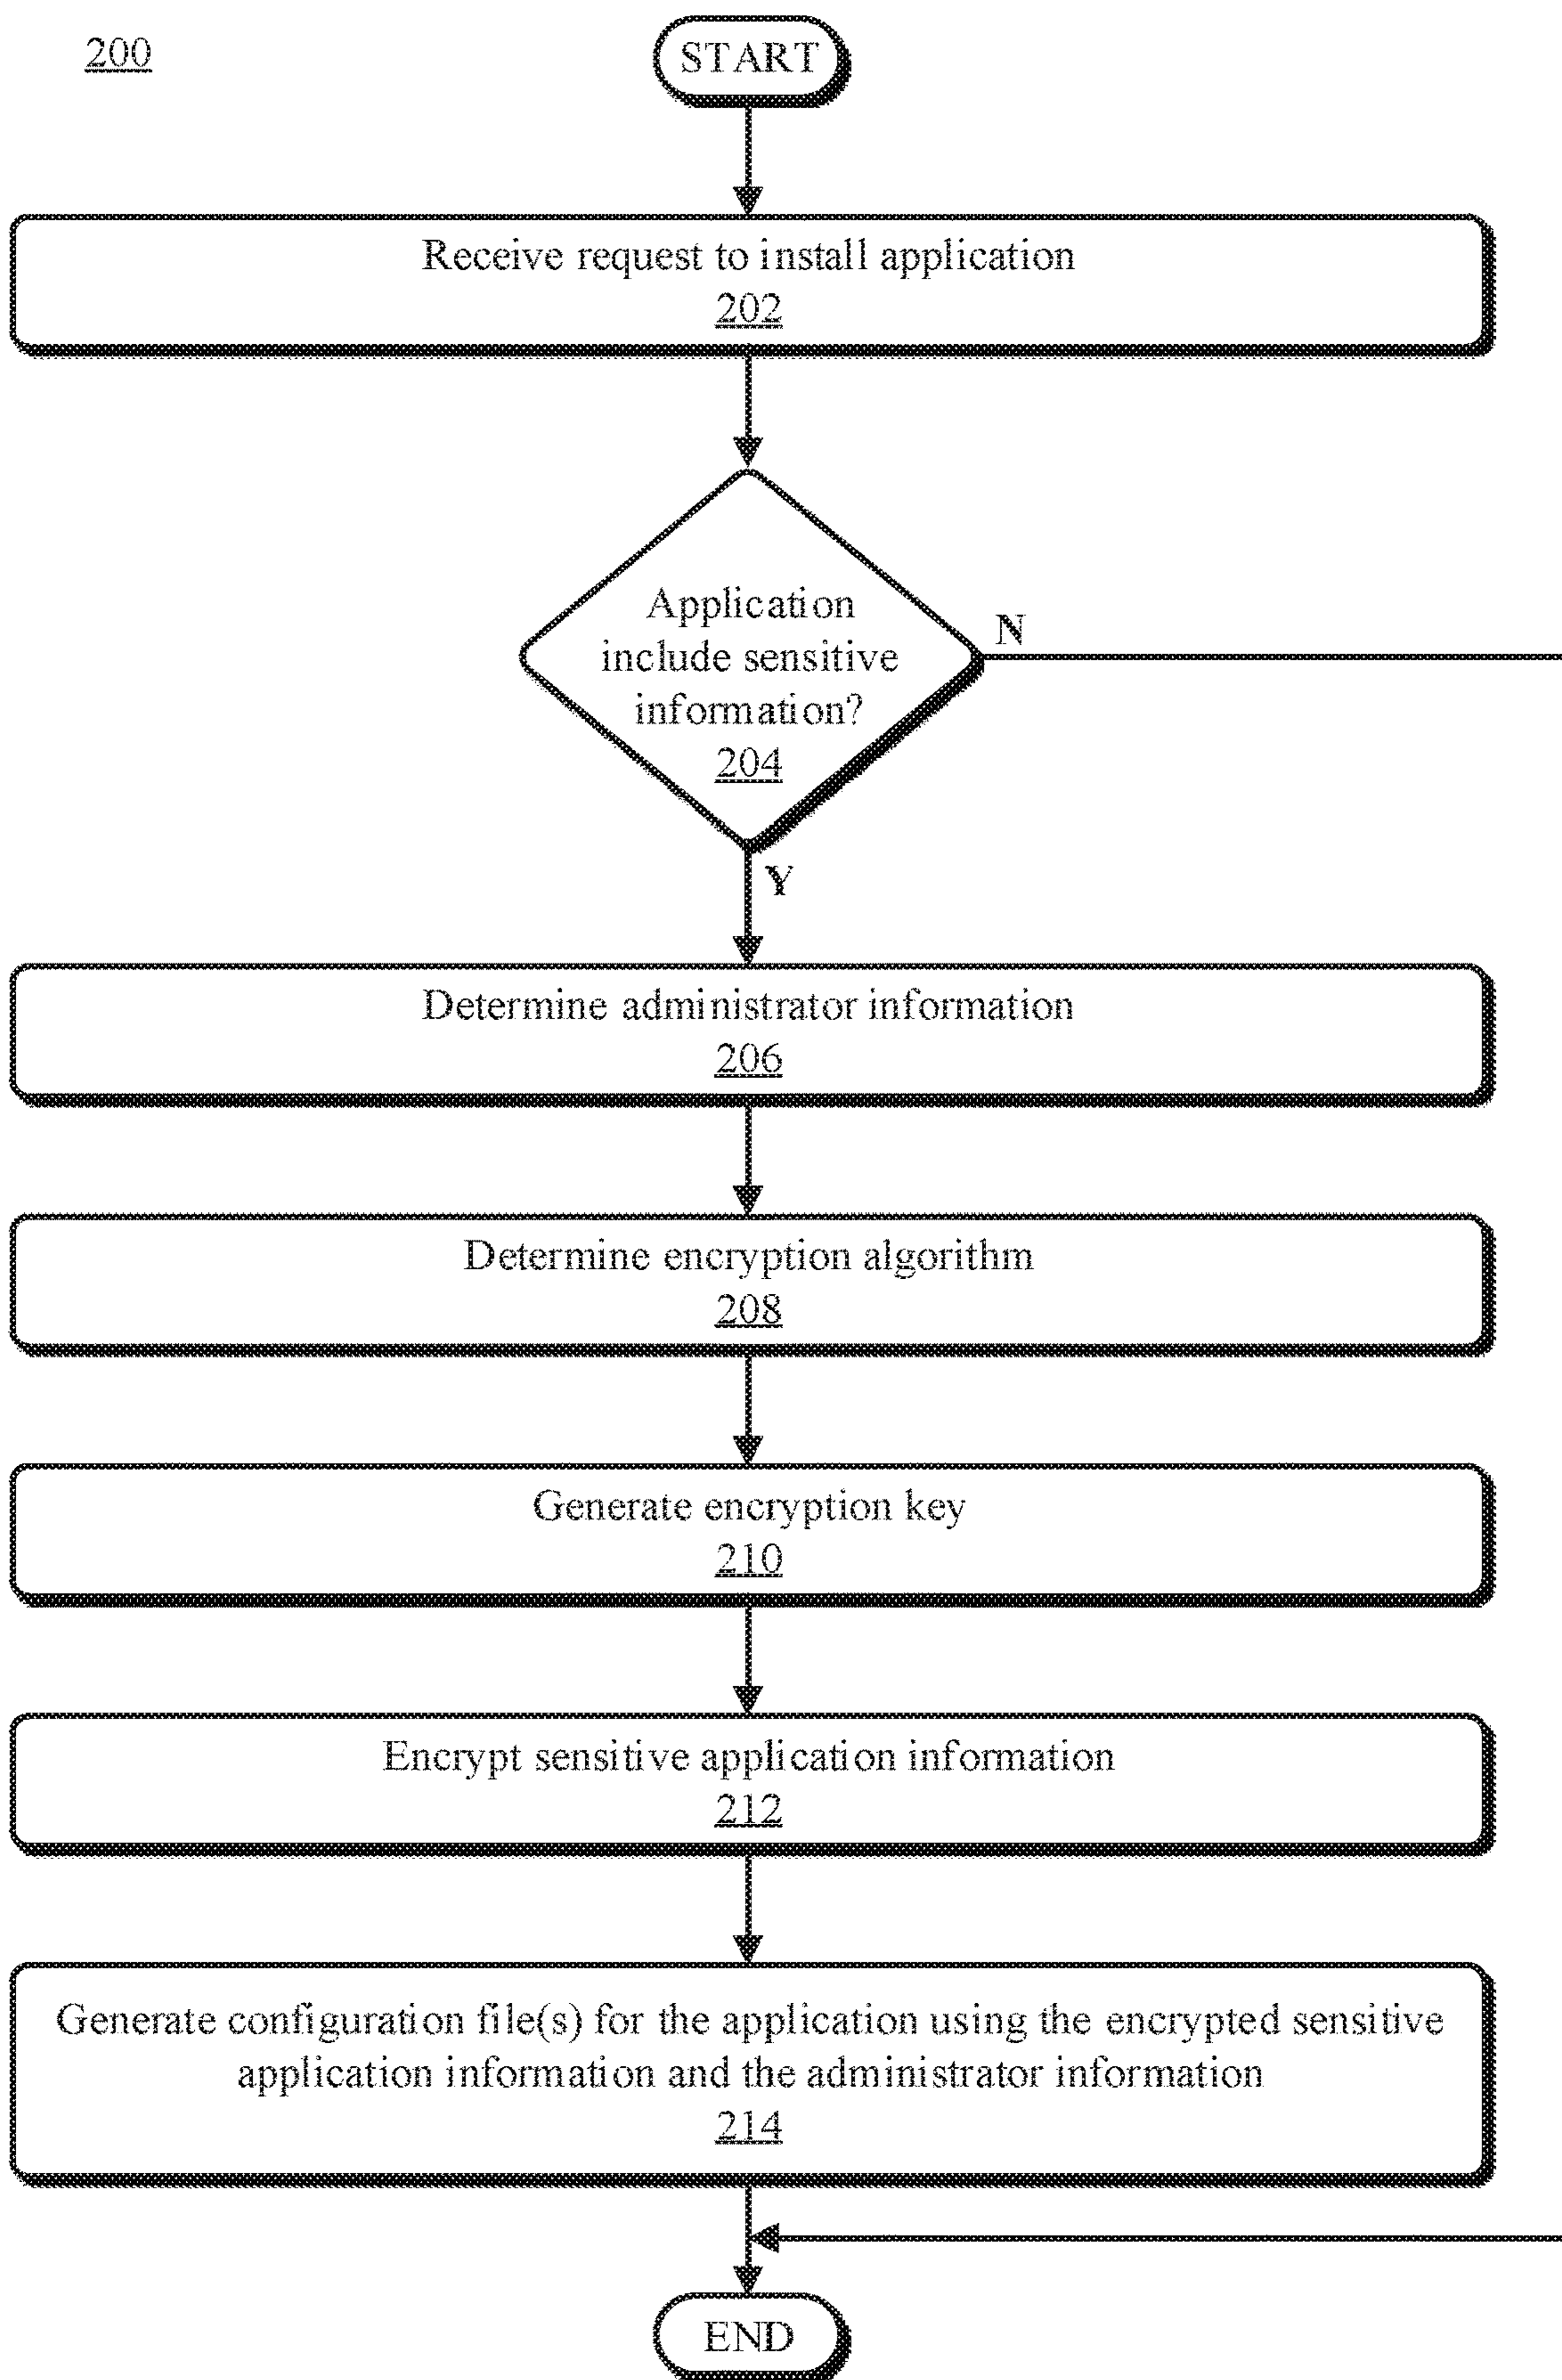 200
START
Receive request to install application
202
Application
include sensitive
information?
204
N
Y
Determine administrator information
206
Determine encryption algorithm
208
Generate encryption key
210
Encrypt sensitive application information
212
Generate configuration file(s) for the application using the encrypted sensitive
application information and the administrator information
214
END